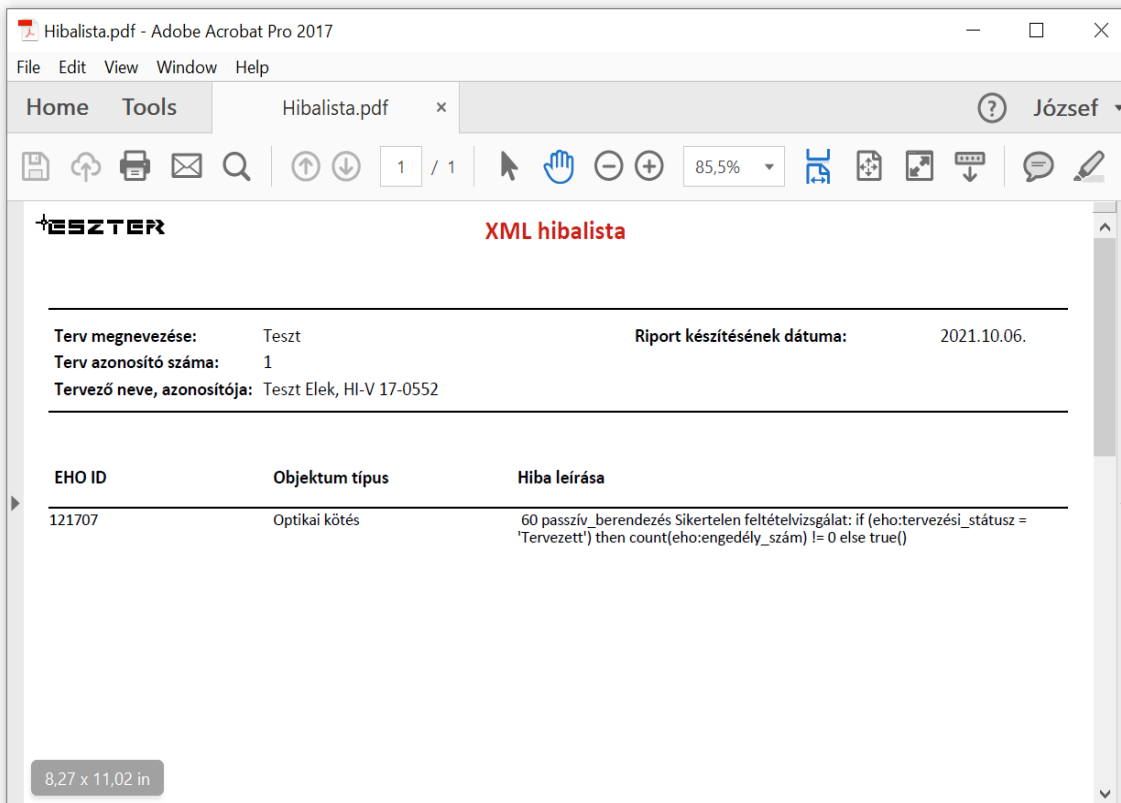 Hibalista.pdf - Adobe Acrobat Pro 2017
File Edit View Window Help
Home Tools Hibalista.pdf × ? József
1 / 1 85,5%
ESZTER XML hibalista
Terv megnevezése: Teszt Riport készítésének dátuma: 2021.10.06.
Terv azonosító száma: 1
Tervező neve, azonosítója: Teszt Elek, HI-V 17-0552
EHO ID Objektum típus Hiba leírása
121707 Optikai kötés 60 passzív_berendezés Sikertelen feltételvizsgálat: if (eho:tervezési_státusz =
'Tervezett') then count(eho:engedély_szám) != 0 else true()
8,27 x 11,02 in